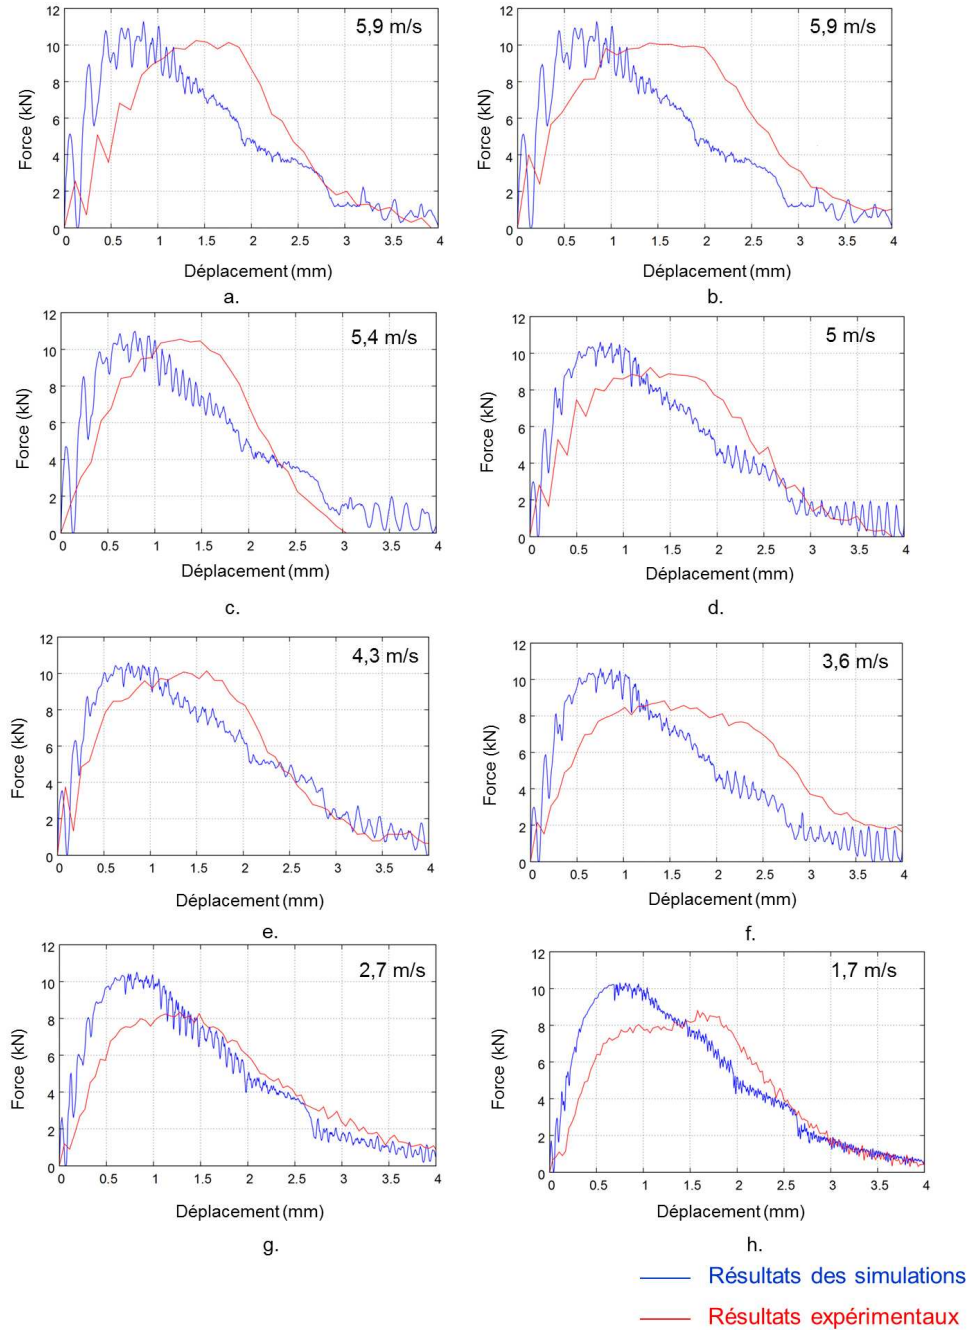 5,9 m/s
Force (kN)
12
10
8
6
4
2
0
0 0.5 1 1.5 2 2.5 3 3.5 4
Déplacement (mm)
a.
5,9 m/s
Force (kN)
12
10
8
6
4
2
0
0 0.5 1 1.5 2 2.5 3 3.5 4
Déplacement (mm)
b.
5,4 m/s
Force (kN)
12
10
8
6
4
2
0
0 0.5 1 1.5 2 2.5 3 3.5 4
Déplacement (mm)
c.
5 m/s
Force (kN)
12
10
8
6
4
2
0
0 0.5 1 1.5 2 2.5 3 3.5 4
Déplacement (mm)
d.
4,3 m/s
Force (kN)
12
10
8
6
4
2
0
0 0.5 1 1.5 2 2.5 3 3.5 4
Déplacement (mm)
e.
3,6 m/s
Force (kN)
12
10
8
6
4
2
0
0 0.5 1 1.5 2 2.5 3 3.5 4
Déplacement (mm)
f.
2,7 m/s
Force (kN)
12
10
8
6
4
2
0
0 0.5 1 1.5 2 2.5 3 3.5 4
Déplacement (mm)
g.
1,7 m/s
Force (kN)
12
10
8
6
4
2
0
0 0.5 1 1.5 2 2.5 3 3.5 4
Déplacement (mm)
h.
Résultats des simulations
Résultats expérimentaux